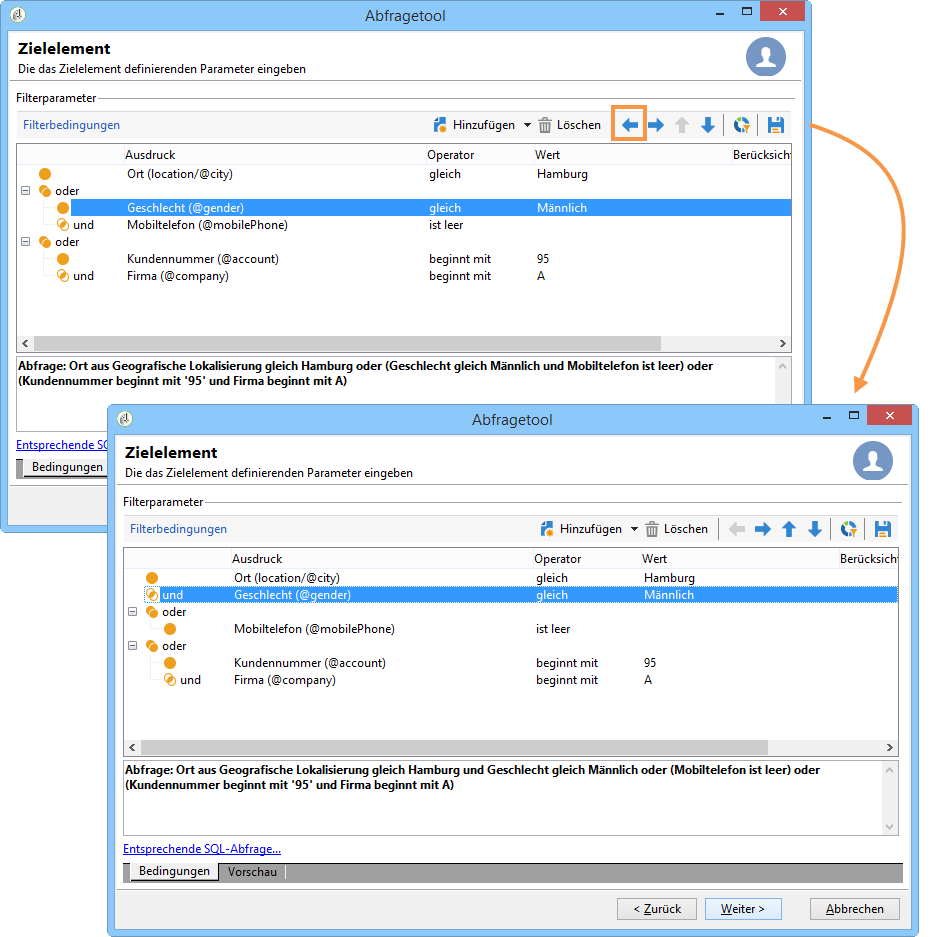 Abfragetool
Zielelement
Die das Zielelement definierenden Parameter eingeben
Filterparameter
Filterbedingungen Hinzufügen Löschen
Ausdruck Operator Wert Berücksich
Ort (location/@city) gleich Hamburg
oder
Geschlecht (@gender) gleich Männlich
und Mobiltelefon (@mobilePhone) ist leer
oder
Kundennummer (@account) beginnt mit 95
und Firma (@company) beginnt mit A
Abfrage: Ort aus Geografische Lokalisierung gleich Hamburg oder (Geschlecht gleich Männlich und Mobiltelefon ist leer) oder
(Kundennummer beginnt mit '95' und Firma beginnt mit A)
Entsprechende SQ
Bedingungen
Abfragetool
Zielelement
Die das Zielelement definierenden Parameter eingeben
Filterparameter
Filterbedingungen Hinzufügen Löschen
Ausdruck Operator Wert Berücksich
Ort (location/@city) gleich Hamburg
und Geschlecht (@gender) gleich Männlich
oder
Mobiltelefon (@mobilePhone) ist leer
oder
Kundennummer (@account) beginnt mit 95
und Firma (@company) beginnt mit A
Abfrage: Ort aus Geografische Lokalisierung gleich Hamburg und Geschlecht gleich Männlich oder (Mobiltelefon ist leer) oder
(Kundennummer beginnt mit '95' und Firma beginnt mit A)
Entsprechende SQL-Abfrage...
Bedingungen Vorschau
< Zurück Weiter > Abbrechen